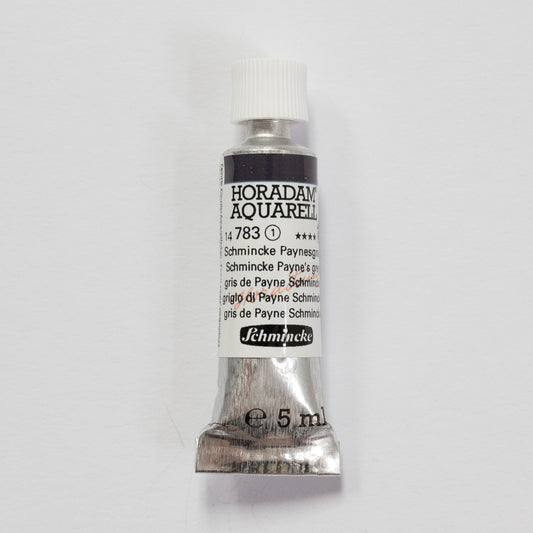 HORADAM
AQUARELL
14 783 1 ****
Schmincke Paynesgr
Schmincke Payne's gre
gris de Payne Schminc
grigio di Payne Schminc
gris de Payne Schminc
Schmincke
e 5 ml